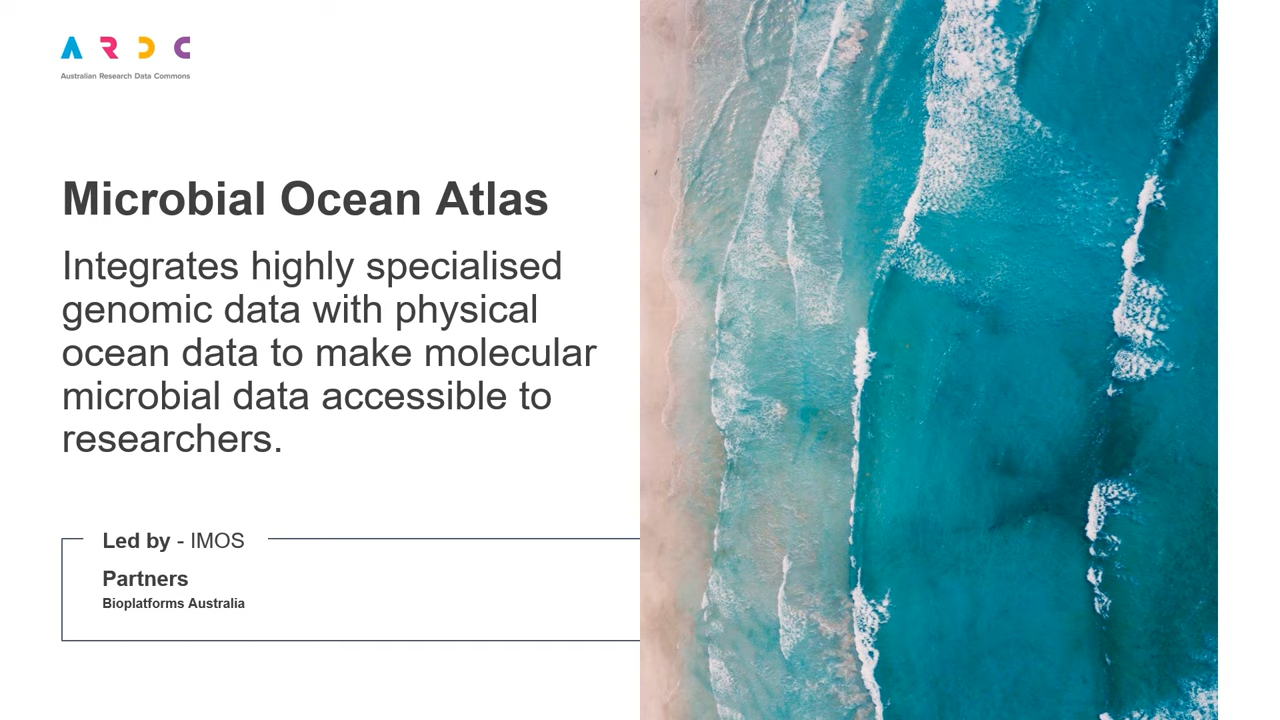 ARDC
Australian Research Data Commons
Microbial Ocean Atlas
Integrates highly specialised
genomic data with physical
ocean data to make molecular
microbial data accessible to
researchers.
Led by - IMOS
Partners
Bioplatforms Australia